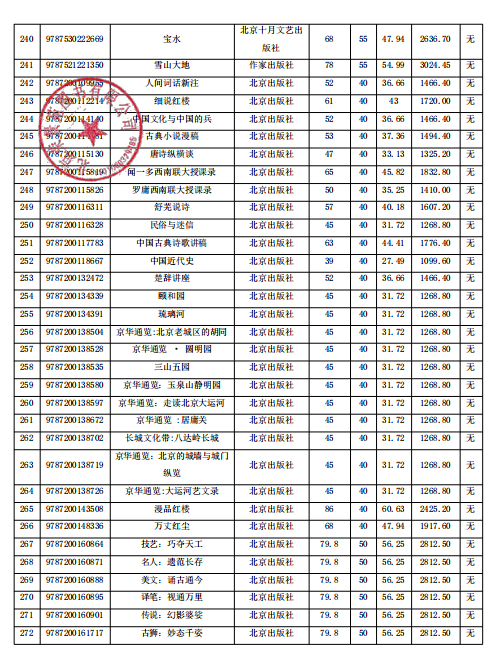 240 9787530222669 宝水 北京十月文艺出版社 68 55 47.94 2636.70 无
241 9787521221350 雪山大地 作家出版社 78 55 54.99 3024.45 无
242 人间词话新注 北京出版社 52 40 36.66 1466.40 无
243 9787200112214 细说红楼 北京出版社 61 40 43 1720.00 无
244 9787200114140 中国文化与中国的兵 北京出版社 52 40 36.66 1466.40 无
245 古典小说漫稿 北京出版社 53 40 37.36 1494.40 无
246 9787200115130 唐诗纵横谈 北京出版社 47 40 33.13 1325.20 无
247 9787200115849 闻一多西南联大授课录 北京出版社 65 40 45.82 1832.80 无
248 9787200115826 罗庸西南联大授课录 北京出版社 50 40 35.25 1410.00 无
249 9787200116311 舒芜说诗 北京出版社 57 40 40.18 1607.20 无
250 9787200116328 民俗与迷信 北京出版社 45 40 31.72 1268.80 无
251 9787200117783 中国古典诗歌讲稿 北京出版社 63 40 44.41 1776.40 无
252 9787200118667 中国近代史 北京出版社 39 40 27.49 1099.60 无
253 9787200132472 楚辞讲座 北京出版社 52 40 36.66 1466.40 无
254 9787200134339 颐和园 北京出版社 45 40 31.72 1268.80 无
255 9787200134391 琉璃河 北京出版社 45 40 31.72 1268.80 无
256 9787200138504 京华通览:北京老城区的胡同 北京出版社 45 40 31.72 1268.80 无
257 9787200138528 京华通览 · 圆明园 北京出版社 45 40 31.72 1268.80 无
258 9787200138535 三山五园 北京出版社 45 40 31.72 1268.80 无
259 9787200138580 京华通览：玉泉山静明园 北京出版社 45 40 31.72 1268.80 无
260 9787200138597 京华通览：走读北京大运河 北京出版社 45 40 31.72 1268.80 无
261 9787200138672 京华通览 :居庸关 北京出版社 45 40 31.72 1268.80 无
262 9787200138702 长城文化带:八达岭长城 北京出版社 45 40 31.72 1268.80 无
263 9787200138719 京华通览：北京的城墙与城门纵览 北京出版社 45 40 31.72 1268.80 无
264 9787200138726 京华通览:大运河艺文录 北京出版社 45 40 31.72 1268.80 无
265 9787200143508 漫品红楼 北京出版社 86 40 60.63 2425.20 无
266 9787200148336 万丈红尘 北京出版社 68 40 47.94 1917.60 无
267 9787200160864 技艺：巧夺天工 北京出版社 79.8 50 56.25 2812.50 无
268 9787200160871 名人：遗范长存 北京出版社 79.8 50 56.25 2812.50 无
269 9787200160888 美文：诵古通今 北京出版社 79.8 50 56.25 2812.50 无
270 9787200160895 译笔：视通万里 北京出版社 79.8 50 56.25 2812.50 无
271 9787200160901 传说：幻影婆娑 北京出版社 79.8 50 56.25 2812.50 无
272 9787200161717 古狮：妙态千姿 北京出版社 79.8 50 56.25 2812.50 无